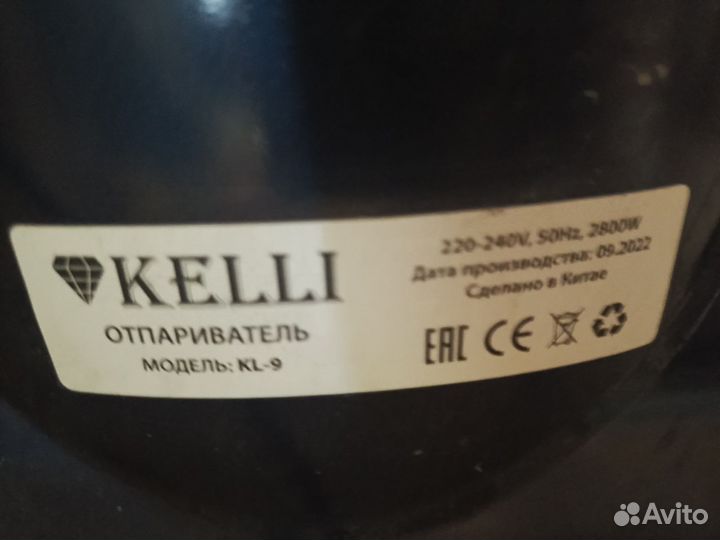 KELLI
ОТПАРИВАТЕЛЬ
МОДЕЛЬ: KL-9
220-240V, 50Hz, 2800W
Дата производства: 09.2022
Сделано в Китае
EAC CE
Avito